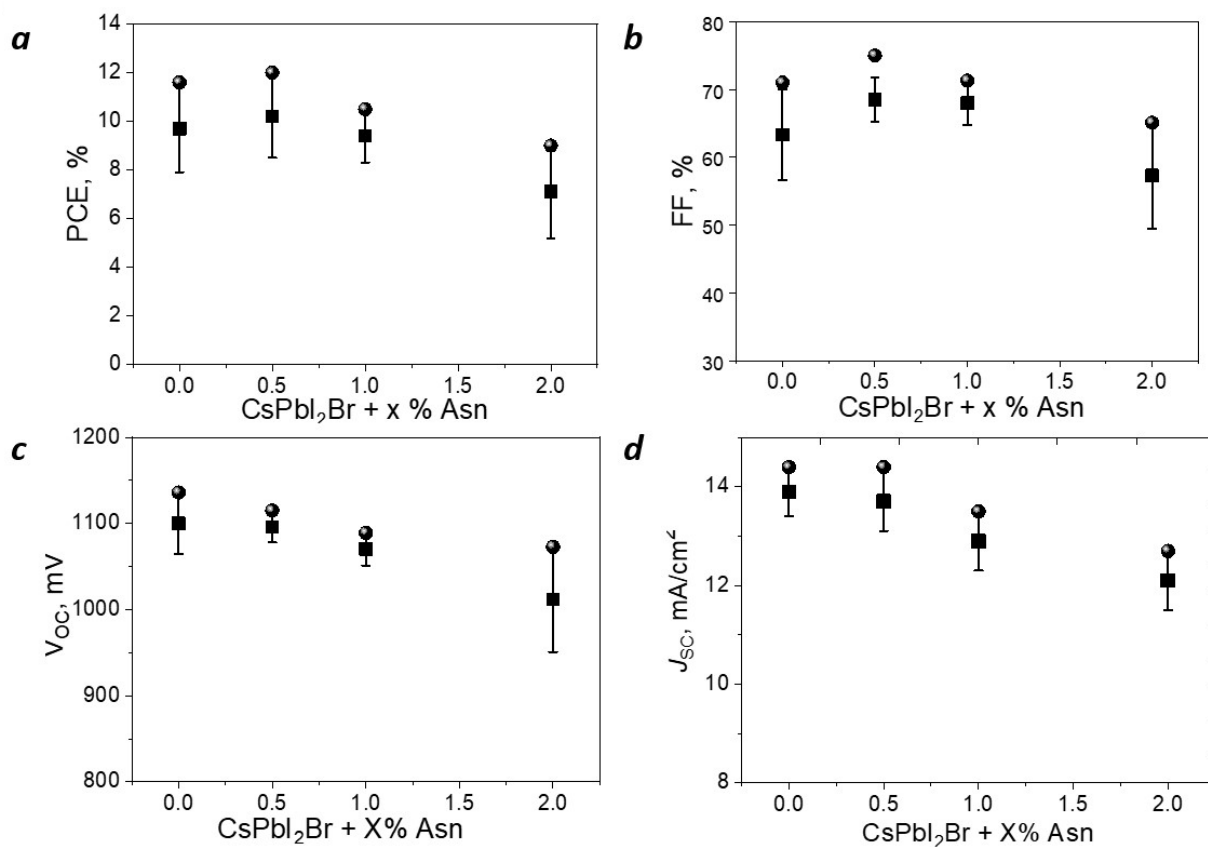 a
14
12
10
8
6
4
2
0
PCE, %
0.0 0.5 1.0 1.5 2.0
CsPbI₂Br + x % Asn
b
80
70
60
50
40
30
FF, %
0.0 0.5 1.0 1.5 2.0
CsPbI₂Br + x % Asn
c
1200
1100
1000
900
800
V_OC, mV
0.0 0.5 1.0 1.5 2.0
CsPbI₂Br + X% Asn
d
14
12
10
8
J_SC, mA/cm²
0.0 0.5 1.0 1.5 2.0
CsPbI₂Br + X% Asn